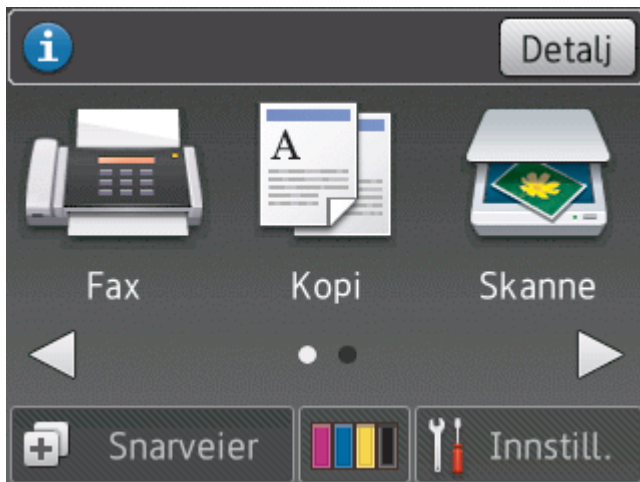 Detalj
A
Fax
Kopi
Skanne
Snarveier
Innstill.